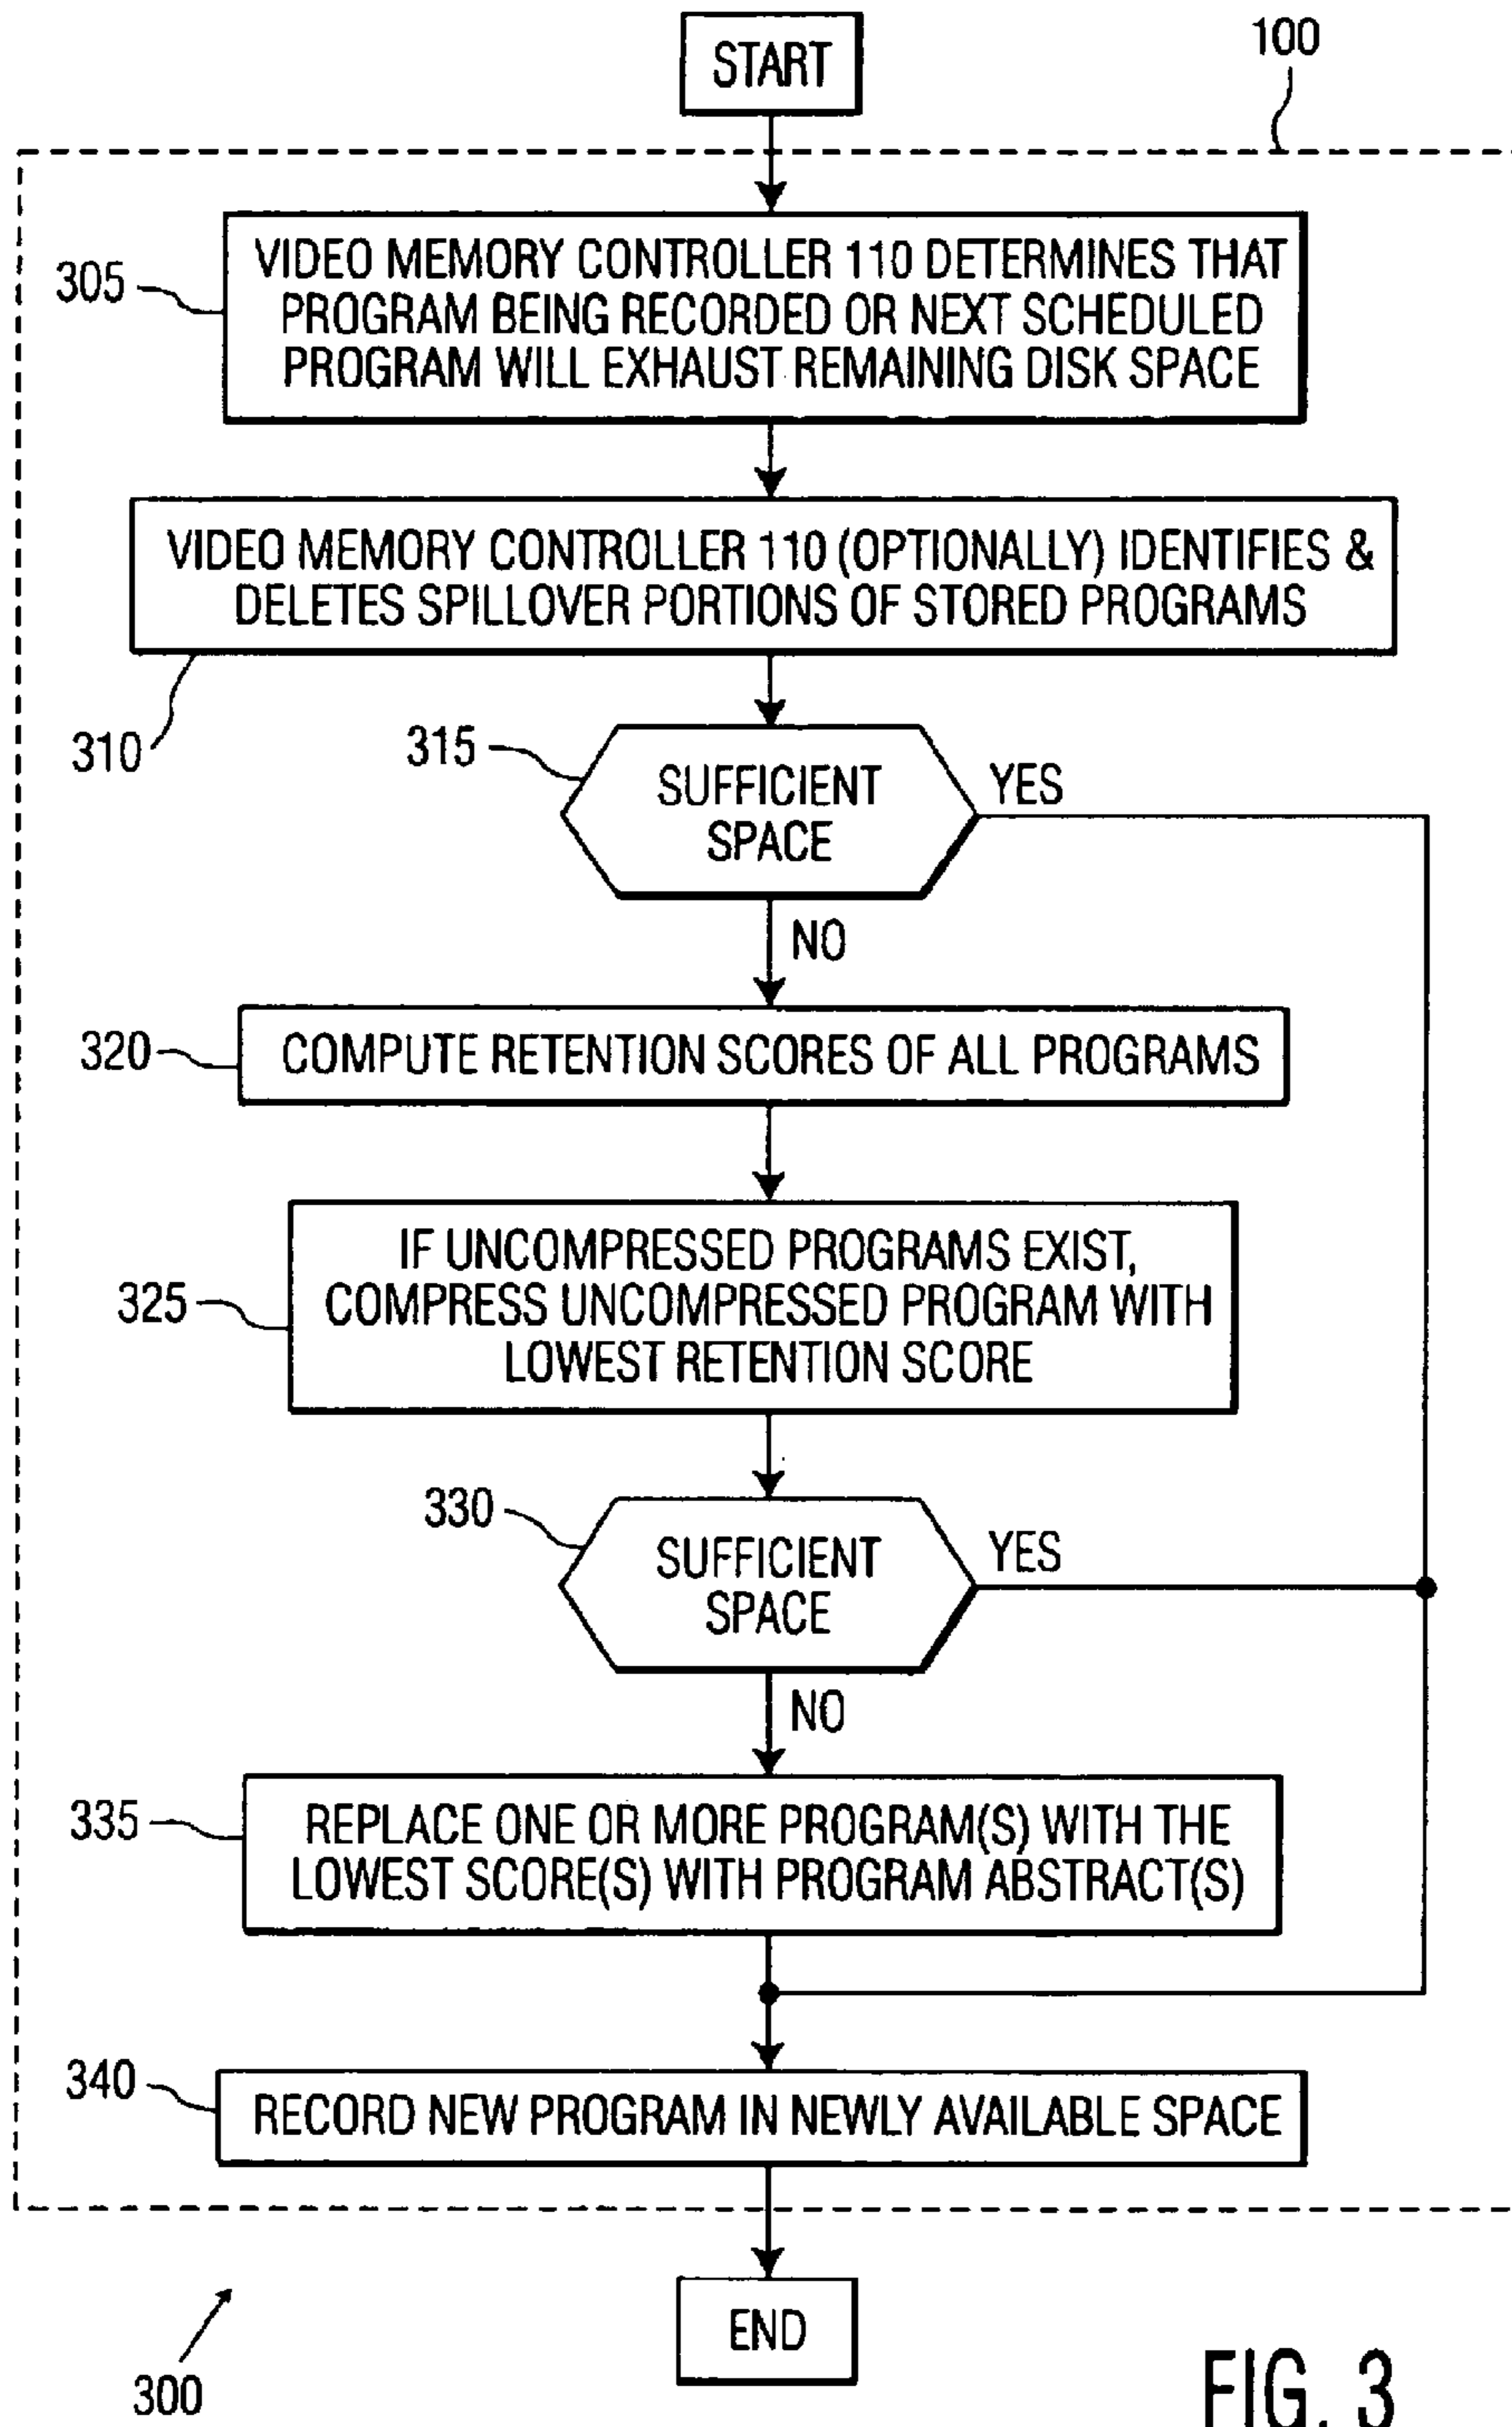 START
100
305
VIDEO MEMORY CONTROLLER 110 DETERMINES THAT
PROGRAM BEING RECORDED OR NEXT SCHEDULED
PROGRAM WILL EXHAUST REMAINING DISK SPACE
VIDEO MEMORY CONTROLLER 110 (OPTIONALLY) IDENTIFIES &
DELETES SPILLOVER PORTIONS OF STORED PROGRAMS
310
315
SUFFICIENT
SPACE
YES
NO
320
COMPUTE RETENTION SCORES OF ALL PROGRAMS
325
IF UNCOMPRESSED PROGRAMS EXIST,
COMPRESS UNCOMPRESSED PROGRAM WITH
LOWEST RETENTION SCORE
330
SUFFICIENT
SPACE
YES
NO
335
REPLACE ONE OR MORE PROGRAM(S) WITH THE
LOWEST SCORE(S) WITH PROGRAM ABSTRACT(S)
340
RECORD NEW PROGRAM IN NEWLY AVAILABLE SPACE
END
300
FIG. 3